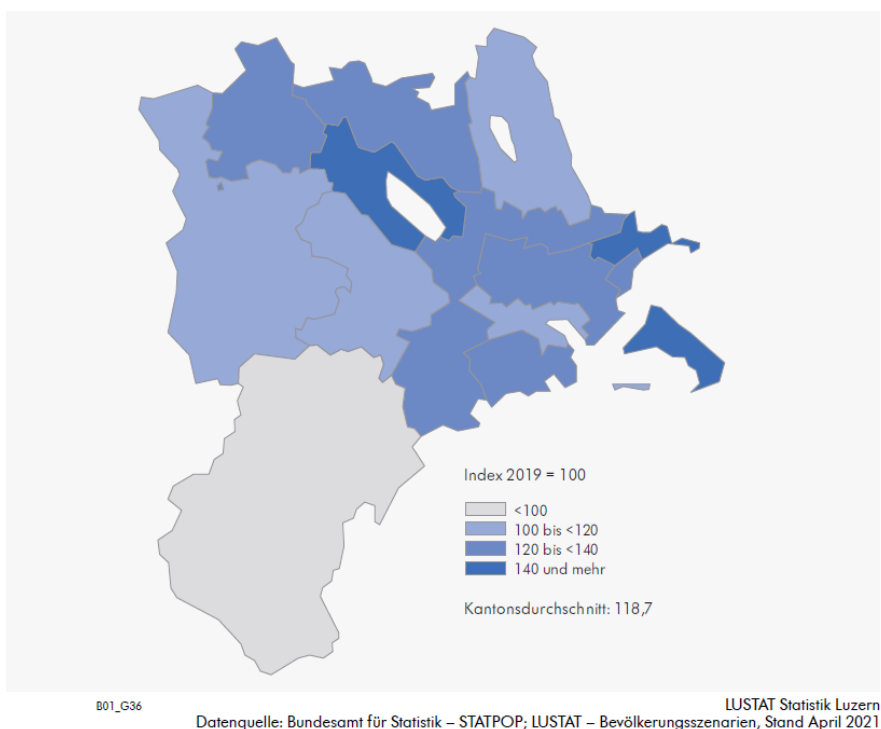 Index 2019 = 100
<100
100 bis <120
120 bis <140
140 und mehr
Kantonsdurchschnitt: 118,7
B01_G36
LUSTAT Statistik Luzern
Datenquelle: Bundesamt für Statistik – STATPOP; LUSTAT – Bevölkerungsszenarien, Stand April 2021